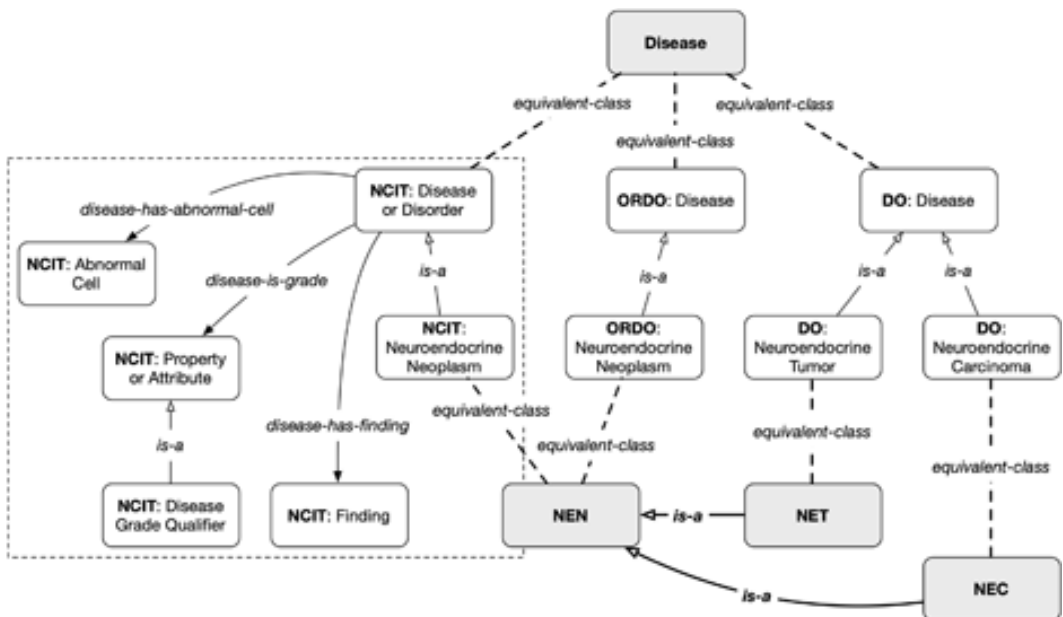 Disease
equivalent-class
equivalent-class
equivalent-class
NCIT: Disease
or Disorder
ORDO: Disease
DO: Disease
disease-has-abnormal-cell
NCIT: Abnormal
Cell
is-a
is-a
is-a
is-a
disease-is-grade
NCIT:
Neuroendocrine
Neoplasm
ORDO:
Neuroendocrine
Neoplasm
DO:
Neuroendocrine
Tumor
DO:
Neuroendocrine
Carcinoma
NCIT: Property
or Attribute
equivalent-class
disease-has-finding
equivalent-class
equivalent-class
is-a
equivalent-class
NCIT: Disease
Grade Qualifier
NCIT: Finding
NEN
is-a
NET
is-a
NEC